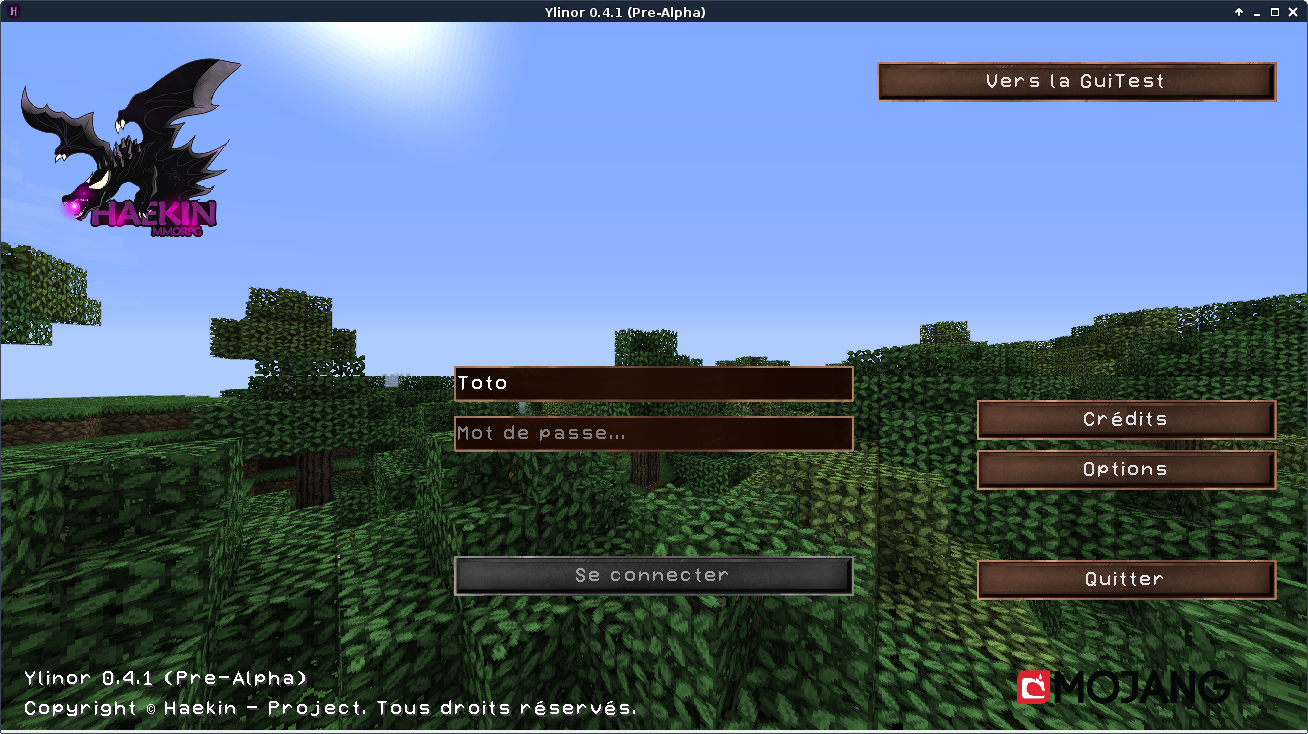 H
Ylinor 0.4.1 (Pre-Alpha)
Vers la GuiTest
HAEKIN
MMORPG
Toto
Mot de passe...
Crédits
Options
Se connecter
Quitter
Ylinor 0.4.1 (Pre-Alpha)
Copyright © Haekin - Project. Tous droits réservés.
MOJANG